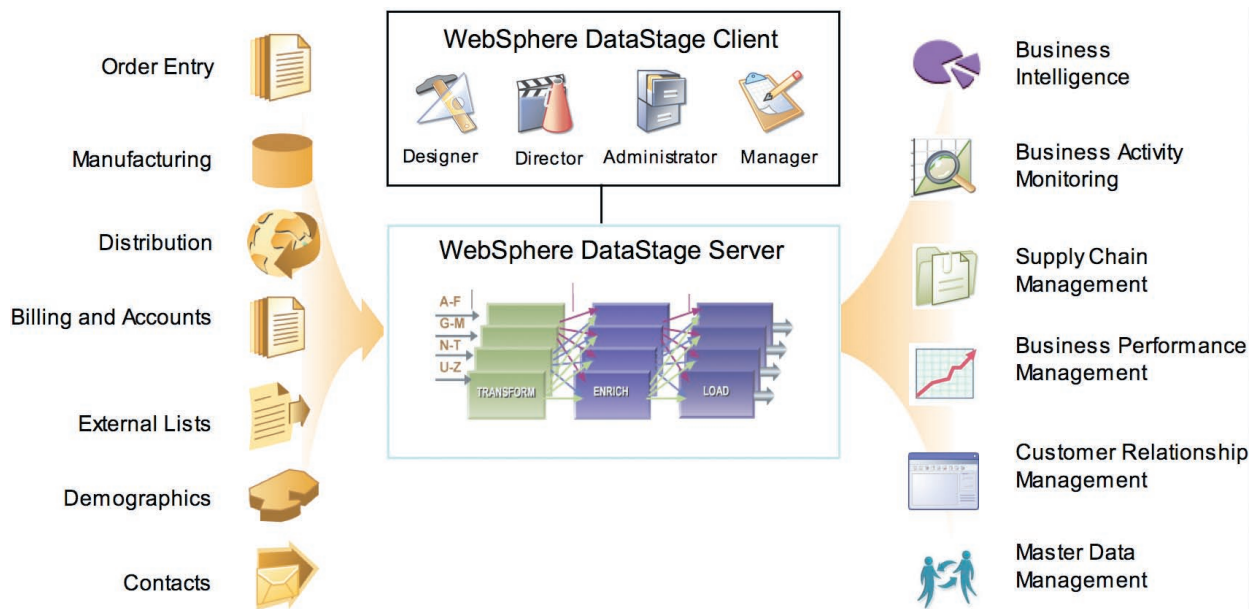 Order Entry
Manufacturing
Distribution
Billing and Accounts
External Lists
Demographics
Contacts
WebSphere DataStage Client
Designer
Director
Administrator
Manager
WebSphere DataStage Server
A-F
G-M
N-T
U-Z
TRANSFORM
ENRICH
LOAD
Business
Intelligence
Business Activity
Monitoring
Supply Chain
Management
Business Performance
Management
Customer Relationship
Management
Master Data
Management